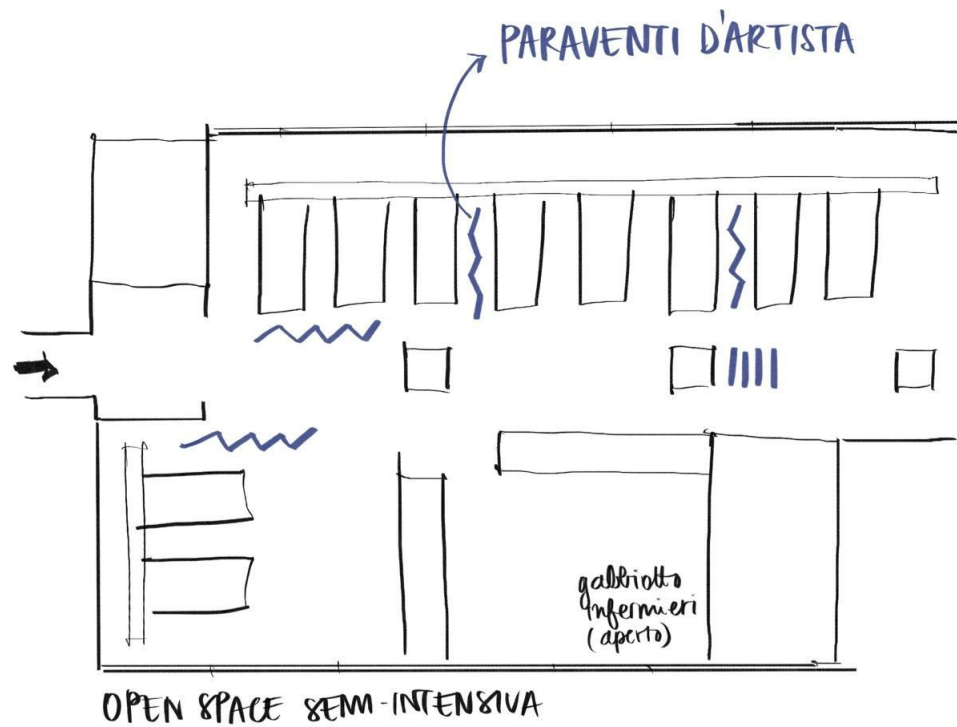 PARAVENTI D'ARTISTA
gabbiotto
infermieri
(aperto)
OPEN SPACE SEMI-INTENSIVA